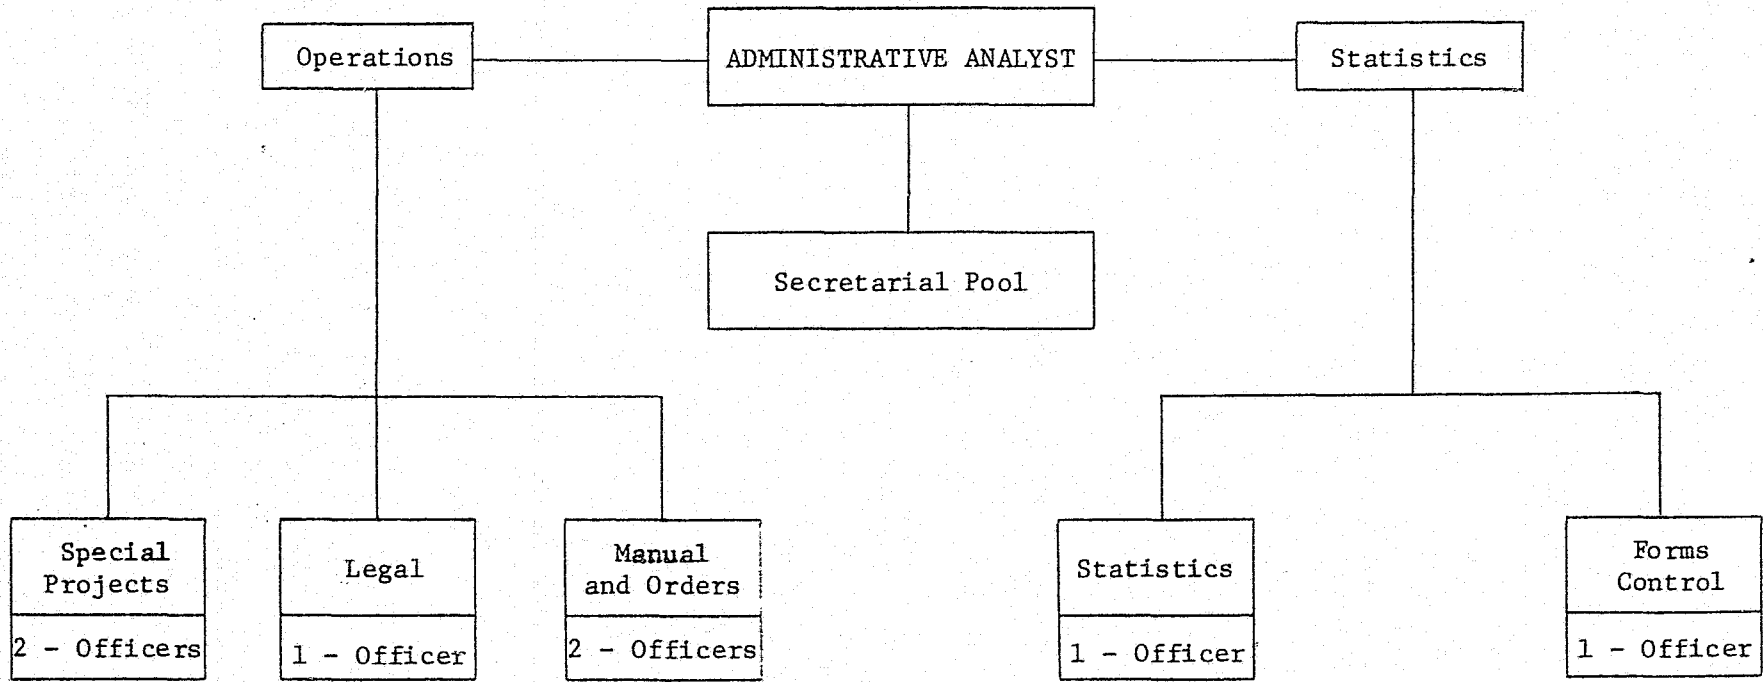 Operations
ADMINISTRATIVE ANALYST
Statistics
Secretarial Pool
Special
Projects
2 - Officers
Legal
1 - Officer
Manual
and Orders
2 - Officers
Statistics
1 - Officer
Forms
Control
1 - Officer